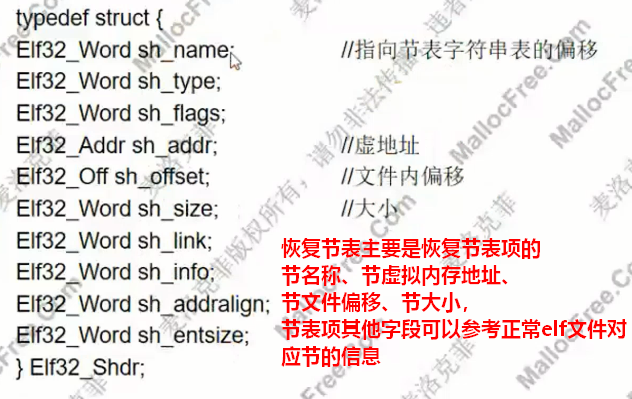 typedef struct {
Elf32_Word sh_name; //指向节表字符串表的偏移
Elf32_Word sh_type;
Elf32_Word sh_flags;
Elf32_Addr sh_addr; //虚地址
Elf32_Off sh_offset; //文件内偏移
Elf32_Word sh_size; //大小
Elf32_Word sh_link;
Elf32_Word sh_info;
Elf32_Word sh_addralign;
Elf32_Word sh_entsize;
} Elf32_Shdr;
恢复节表主要是恢复节表项的
节名称、节虚拟内存地址、
节文件偏移、节大小，
节表项其他字段可以参考正常elf文件对
应节的信息
麦洛克菲版权所有，请勿非法传播，违者
MallocFree.Com